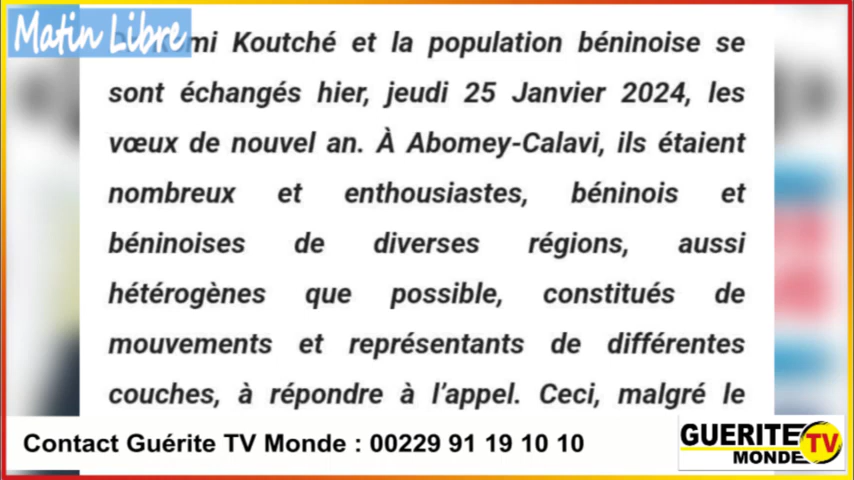 Matin Libre
Koutché et la population béninoise se
sont échangés hier, jeudi 25 Janvier 2024, les
vœux de nouvel an. À Abomey-Calavi, ils étaient
nombreux et enthousiastes, béninois et
béninoises de diverses régions, aussi
hétérogènes que possible, constitués de
mouvements et représentants de différentes
couches, à répondre à l’appel. Ceci, malgré le
Contact Guérite TV Monde : 00229 91 19 10 10
GUERITE TV
MONDE